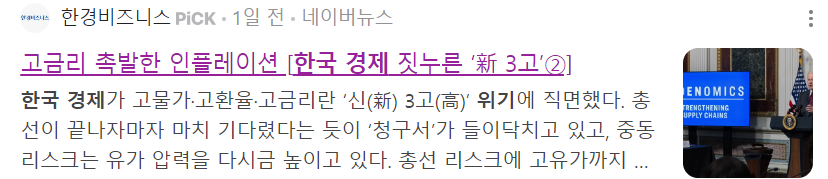 한경비즈니스
한경비즈니스 PiCK · 1일 전 · 네이버뉴스
고금리 촉발한 인플레이션 [한국 경제 짓누른 ‘新 3고’②]
한국 경제가 고물가·고환율·고금리란 ‘신(新) 3고(高)’ 위기에 직면했다. 총
선이 끝나자마자 마치 기다렸다는 듯이 ‘청구서’가 들이닥치고 있고, 중동
리스크는 유가 압력을 다시금 높이고 있다. 총선 리스크에 고유가까지 ...
ENOMICS
STRENGTHENING
UPPLY CHAINS